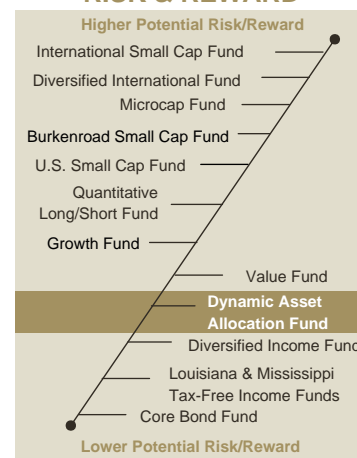 RISK & REWARD
Higher Potential Risk/Reward
International Small Cap Fund
Diversified International Fund
Microcap Fund
Burkenroad Small Cap Fund
U.S. Small Cap Fund
Quantitative
Long/Short Fund
Growth Fund
Value Fund
Dynamic Asset
Allocation Fund
Diversified Income Fund
Louisiana & Mississippi
Tax-Free Income Funds
Core Bond Fund
Lower Potential Risk/Reward